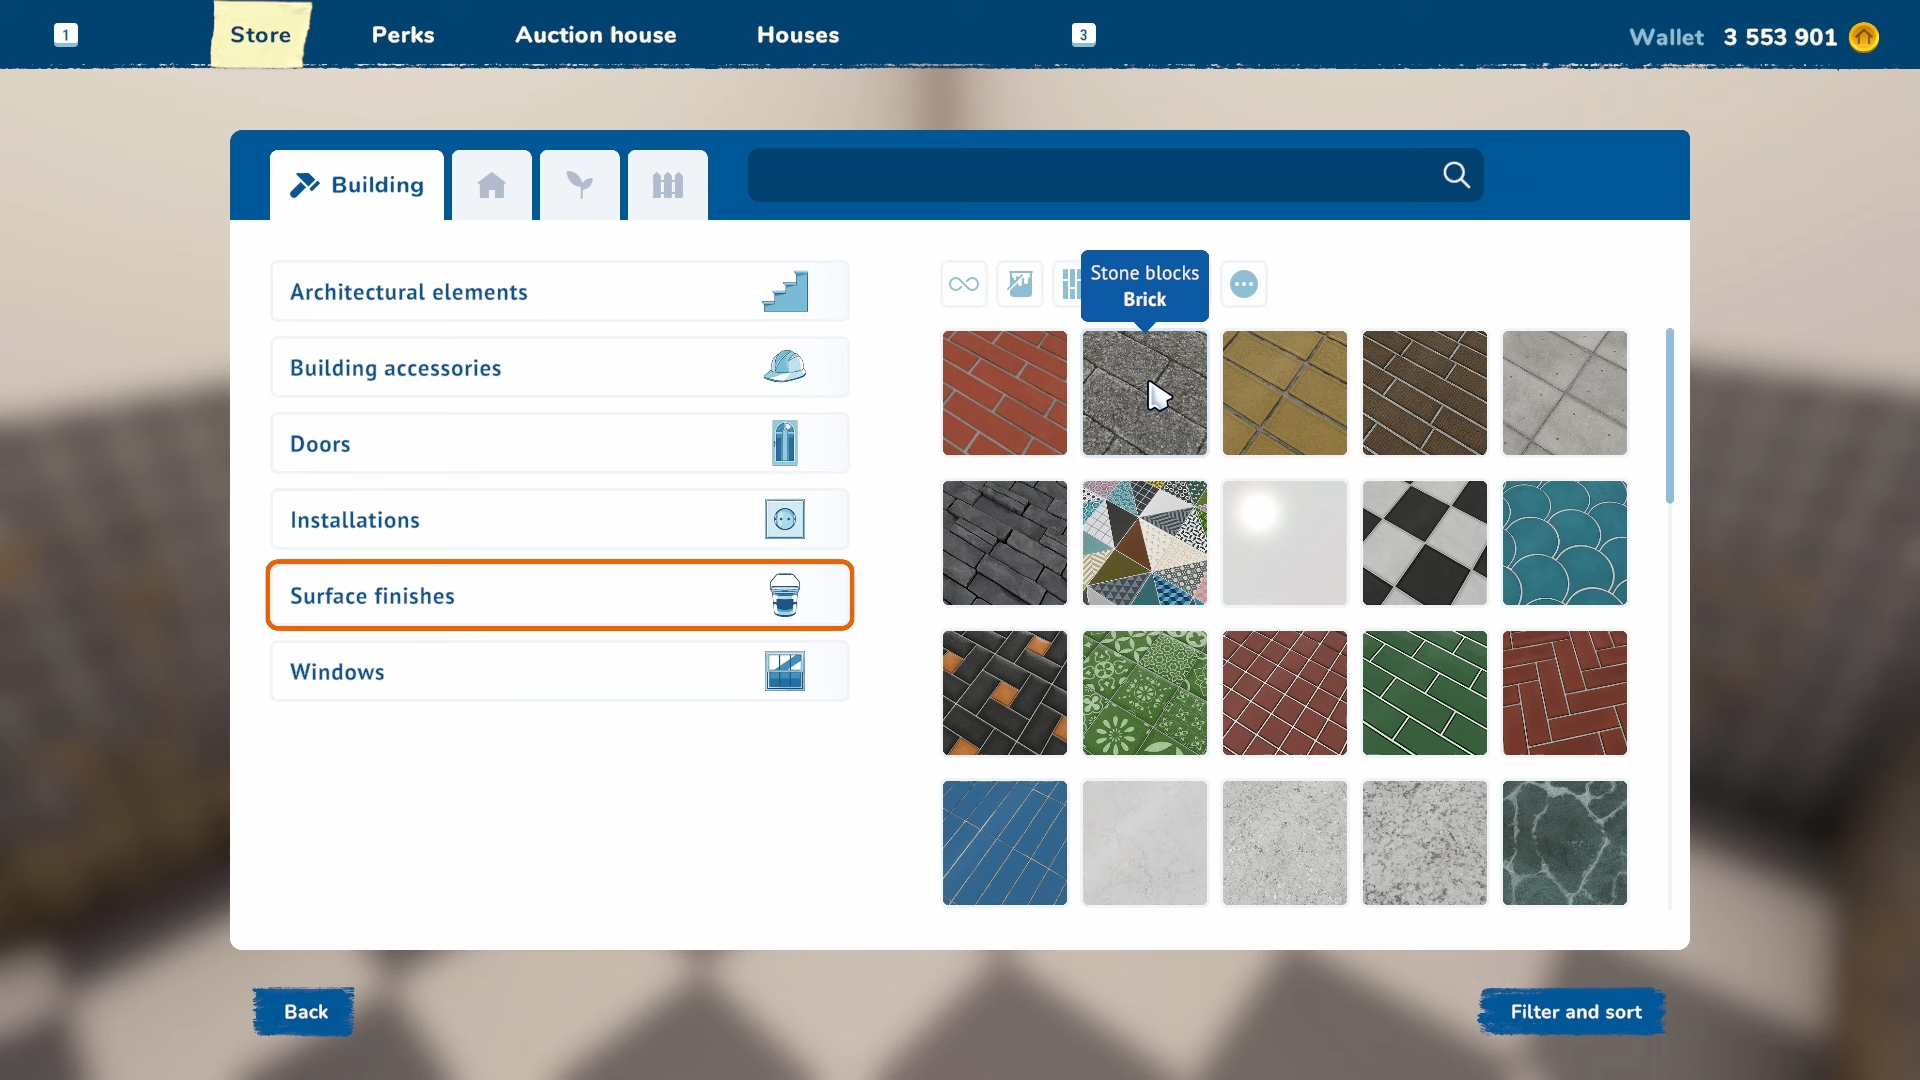 1
Store
Perks
Auction house
Houses
3
Wallet 3 553 901
Building
Architectural elements
Building accessories
Doors
Installations
Surface finishes
Windows
Stone blocks
Brick
Back
Filter and sort